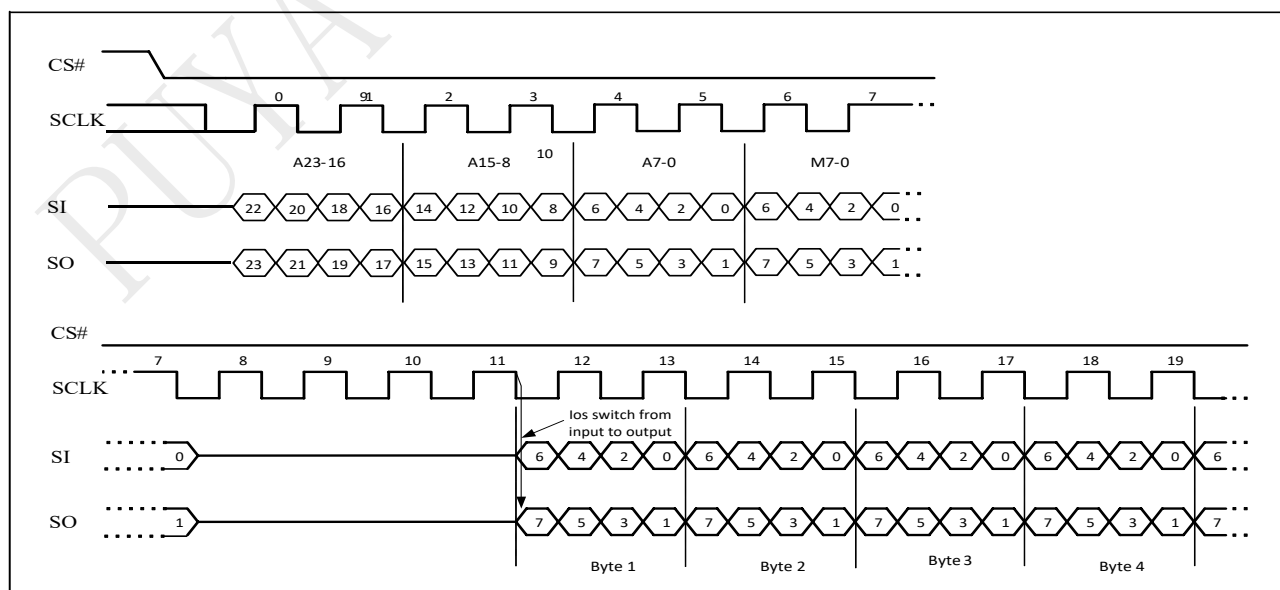 PUYA
CS#
0 9 1 2 3 4 5 6 7
SCLK
A23-16 A15-8 10 A7-0 M7-0
SI 22 20 18 16 14 12 10 8 6 4 2 0 6 4 2 0
SO 23 21 19 17 15 13 11 9 7 5 3 1 7 5 3 1
CS#
7 8 9 10 11 12 13 14 15 16 17 18 19
SCLK
Ios switch from
input to output
SI 0 6 4 2 0 6 4 2 0 6 4 2 0 6 4 2 0 6
SO 1 7 5 3 1 7 5 3 1 7 5 3 1 7 5 3 1 7
Byte 1 Byte 2 Byte 3 Byte 4